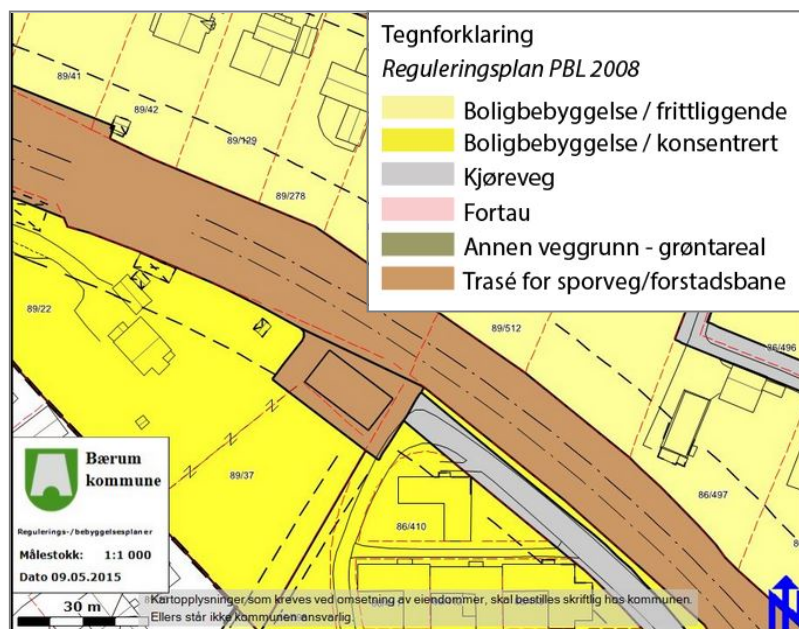 Tegnforklaring
Reguleringsplan PBL 2008
Boligbebyggelse / frittliggende
Boligbebyggelse / konsentrert
Kjøreveg
Fortau
Annen veggrunn - grøntareal
Trasé for sporveg/forstadsbane
89/41
89/42
89/129
89/278
89/22
89/512
86/496
89/37
86/497
86/410
Bærum
kommune
Regulerings-/bebyggelsesplaner
Målestokk: 1:1 000
Dato 09.05.2015
30 m
Kartopplysninger som kreves ved omsetning av eiendommer, skal bestilles skriftlig hos kommunen.
Ellers står ikke kommunen ansvarlig.
N